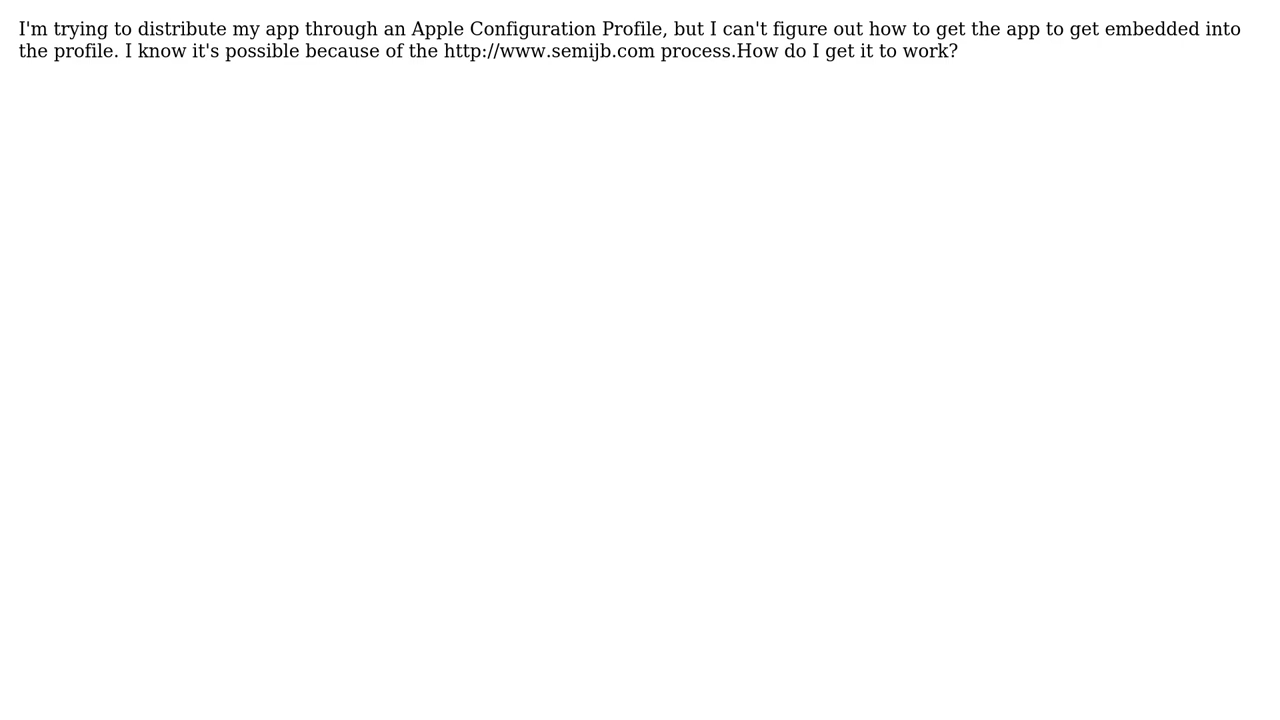 I'm trying to distribute my app through an Apple Configuration Profile, but I can't figure out how to get the app to get embedded into
the profile. I know it's possible because of the http://www.semijb.com process.How do I get it to work?